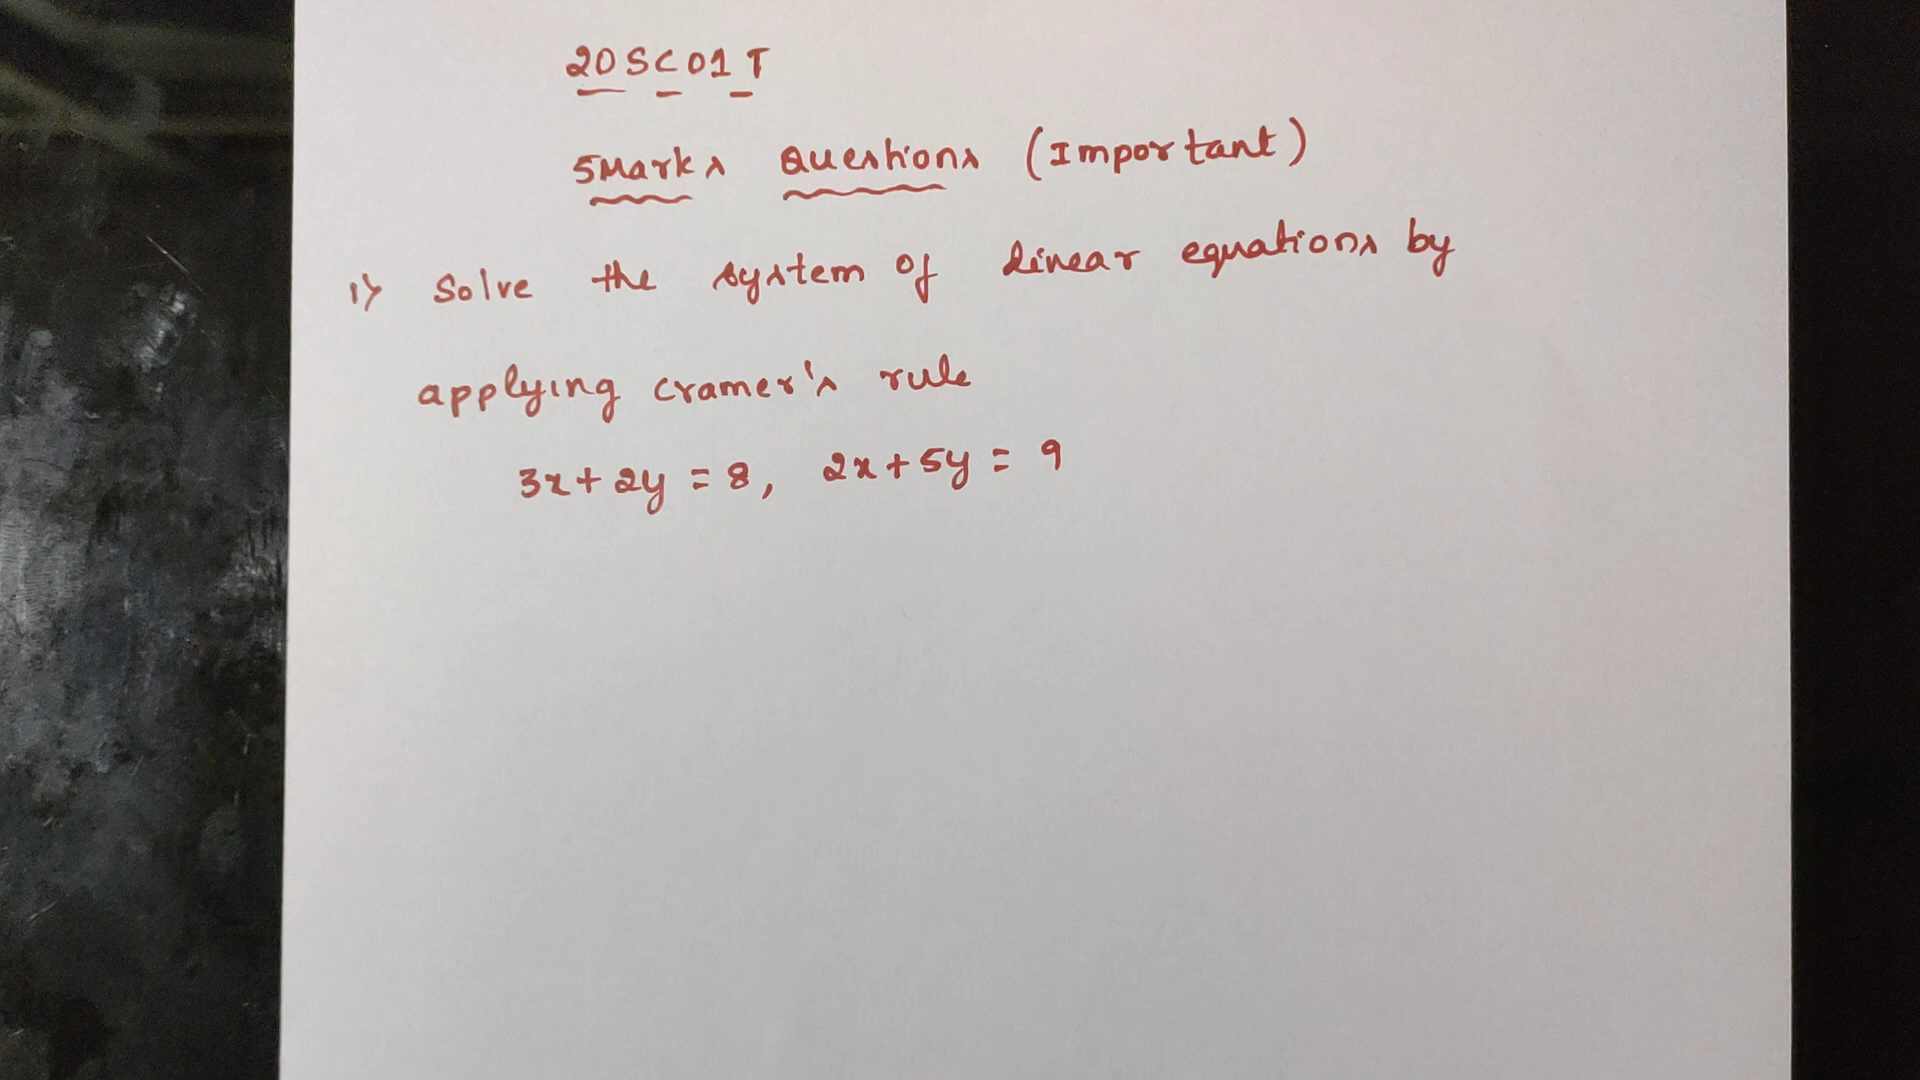 20SC01T
5Marks Questions (Important)
1) Solve the system of linear equations by
applying cramer's rule
3x + 2y = 8, 2x + 5y = 9